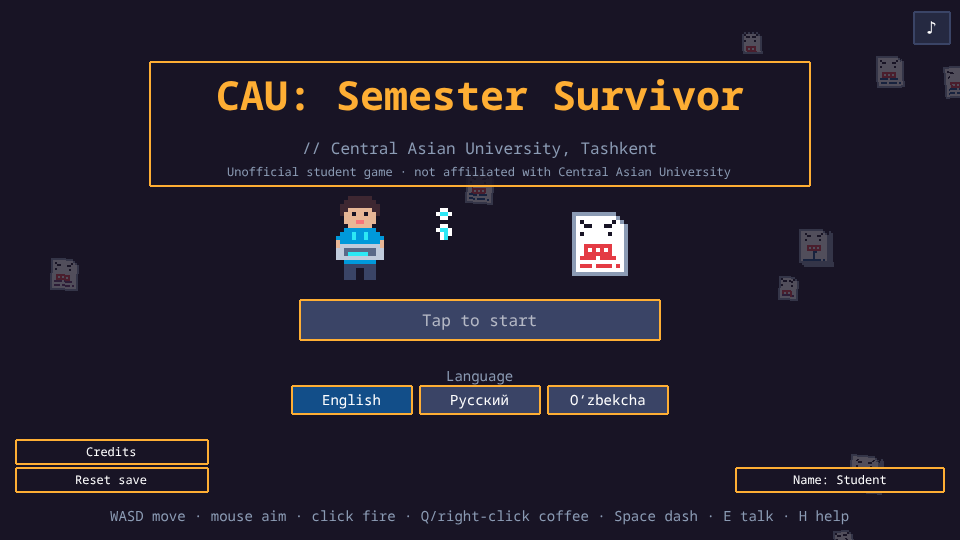 ♪
CAU: Semester Survivor
// Central Asian University, Tashkent
Unofficial student game · not affiliated with Central Asian University
Tap to start
Language
English
Русский
Oʻzbekcha
Credits
Reset save
Name: Student
WASD move · mouse aim · click fire · Q/right-click coffee · Space dash · E talk · H help